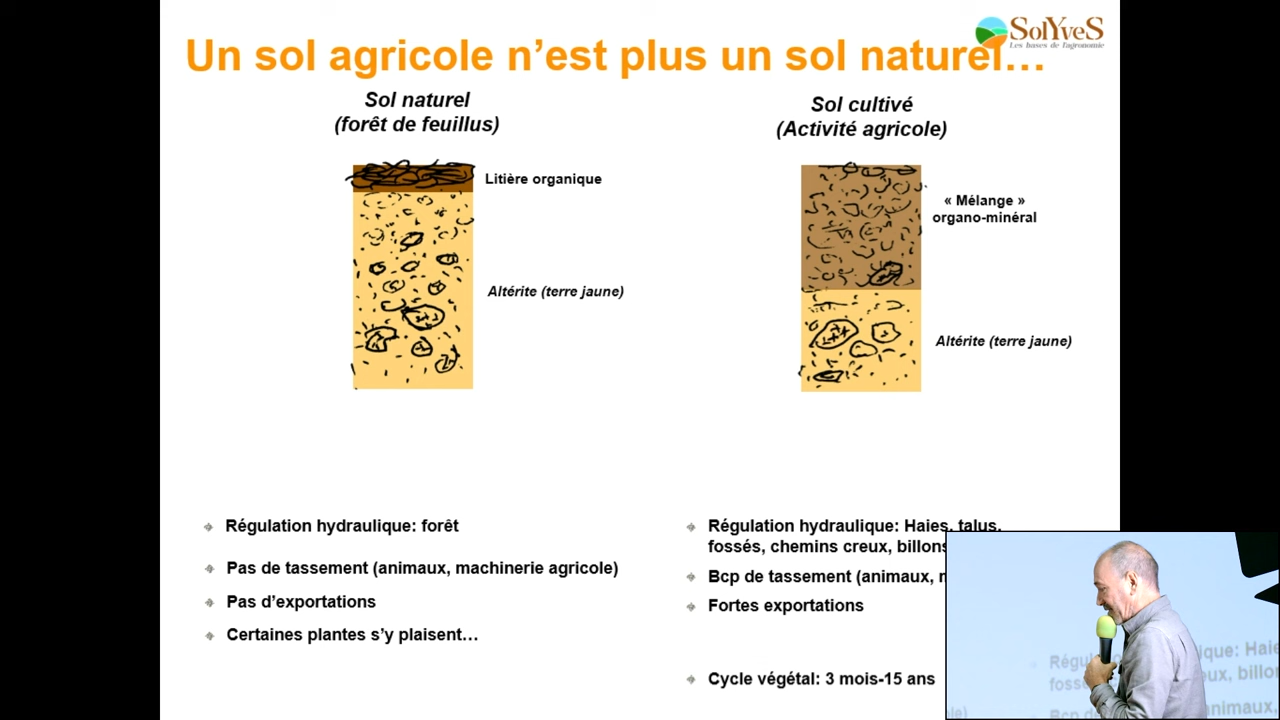 SolYveS
Les bases de l'agronomie
Un sol agricole n'est plus un sol naturel…
Sol naturel
(forêt de feuillus)
Litière organique
Altérite (terre jaune)
Sol cultivé
(Activité agricole)
« Mélange »
organo-minéral
Altérite (terre jaune)
Régulation hydraulique: forêt
Pas de tassement (animaux, machinerie agricole)
Pas d'exportations
Certaines plantes s'y plaisent…
Régulation hydraulique: Haies, talus,
fossés, chemins creux, billons
Bcp de tassement (animaux,
Fortes exportations
Cycle végétal: 3 mois-15 ans